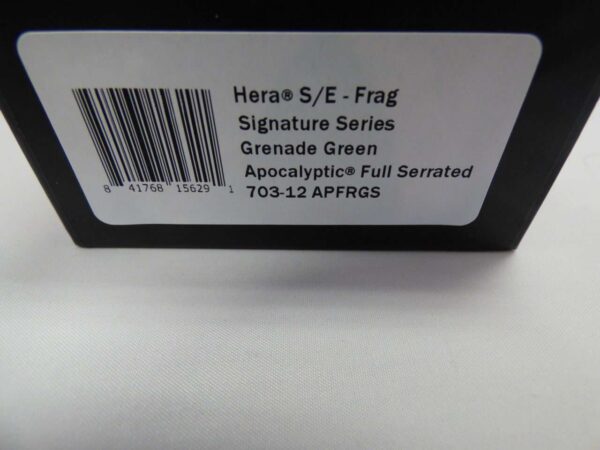 Hera® S/E - Frag
Signature Series
Grenade Green
Apocalyptic® Full Serrated
703-12 APFRGS
8 41768 15629 1